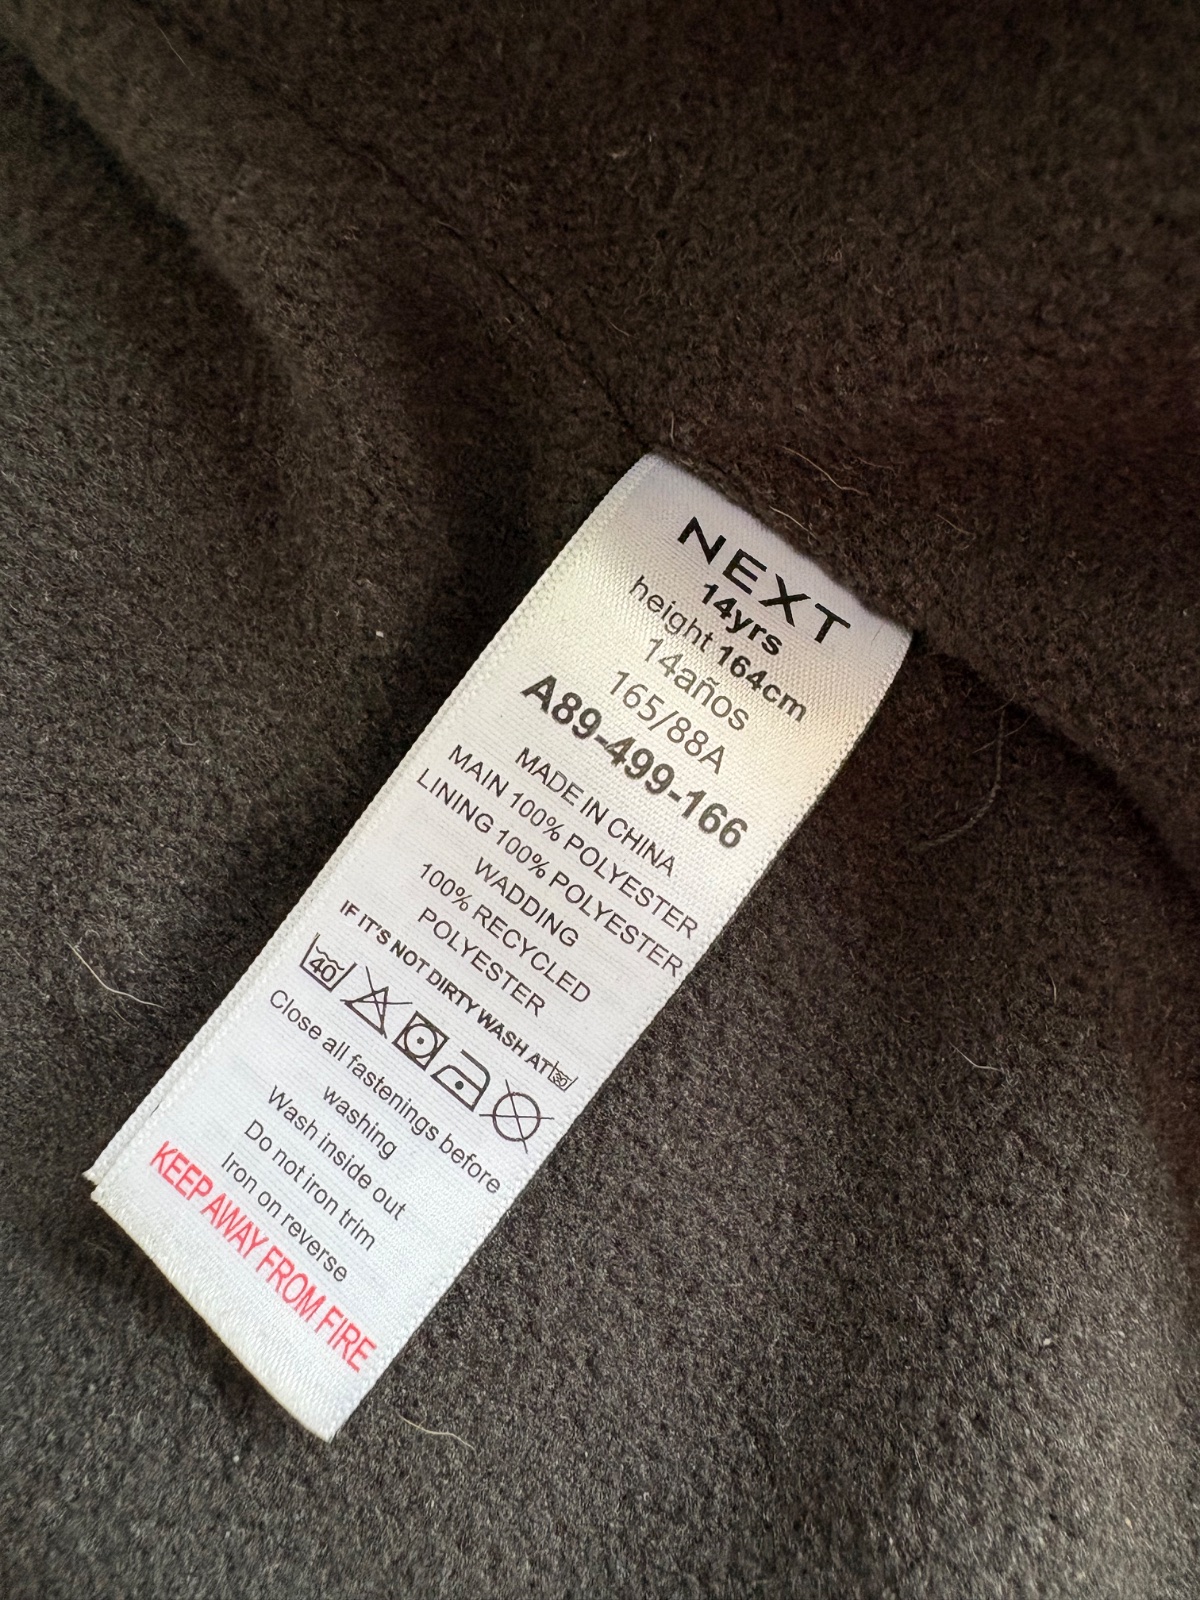 NEXT
14yrs
height 164cm
14años
165/88A
A89-499-166
MADE IN CHINA
MAIN 100% POLYESTER
LINING 100% POLYESTER
WADDING
100% RECYCLED
POLYESTER
IF IT'S NOT DIRTY WASH AT 30
40
Close all fastenings before
washing
Wash inside out
Do not iron trim
Iron on reverse
KEEP AWAY FROM FIRE